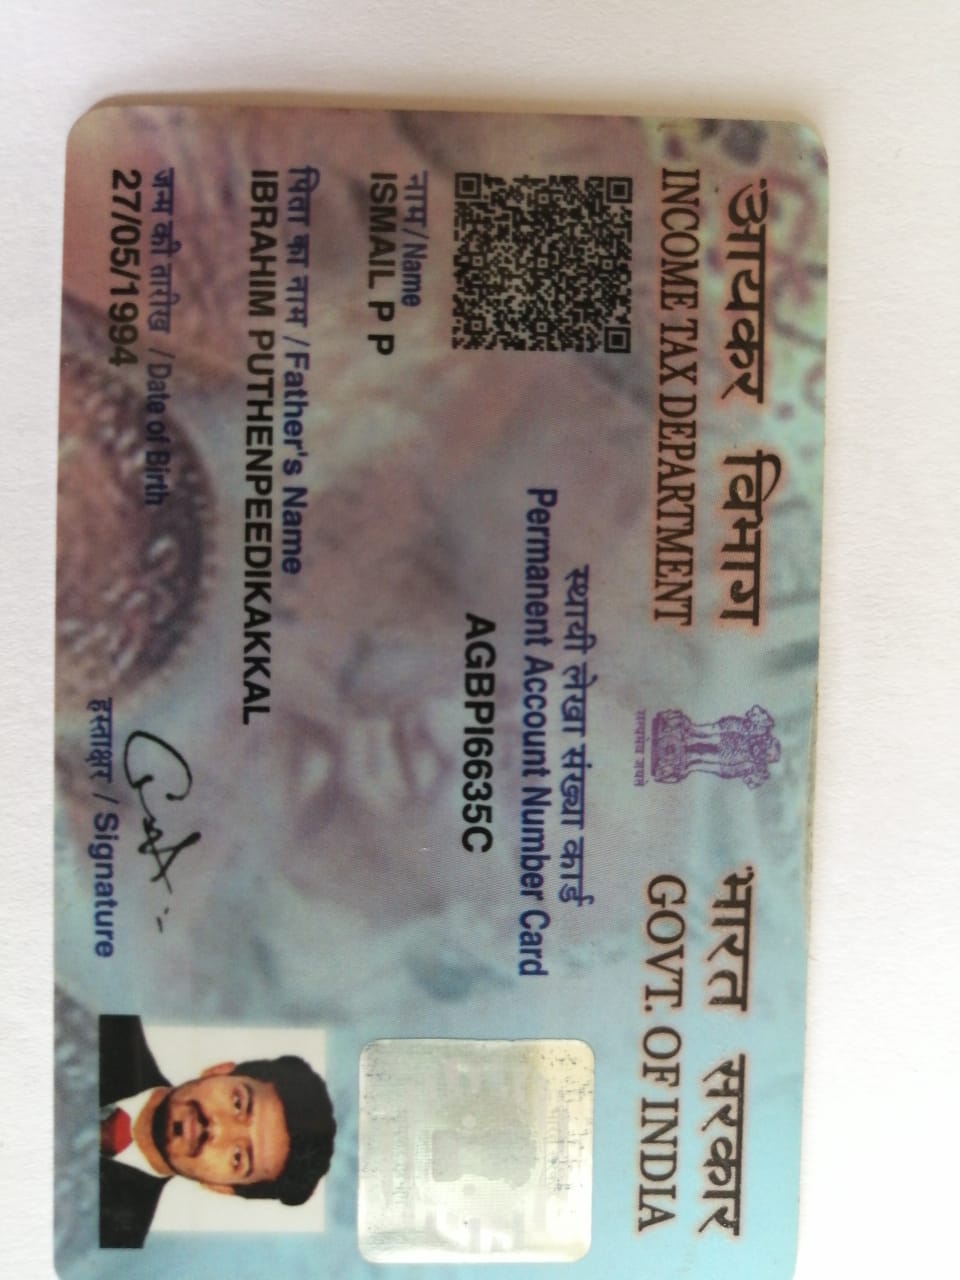 आयकर विभाग
INCOME TAX DEPARTMENT
सत्यमेव जयते
भारत सरकार
GOVT. OF INDIA
स्थायी लेखा संख्या कार्ड
Permanent Account Number Card
AGBPI6635C
नाम/Name
ISMAIL P P
पिता का नाम / Father's Name
IBRAHIM PUTHENPEEDIKAKKAL
जन्म की तारीख / Date of Birth
27/05/1994
हस्ताक्षर / Signature